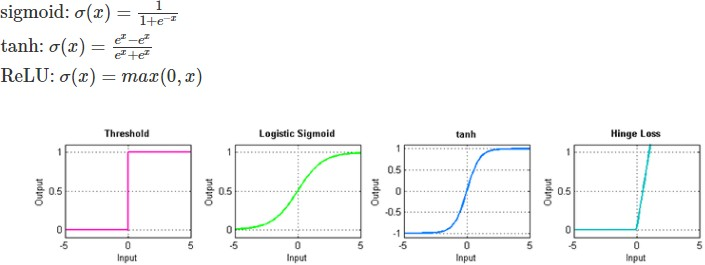 sigmoid: σ(x) = 1/(1+e^{-x})
tanh: σ(x) = (e^x − e^x)/(e^x + e^x)
ReLU: σ(x) = max(0, x)
Threshold Logistic Sigmoid tanh Hinge Loss
1 0.5 0 Output -5 0 5 Input
1 0.5 0 Output -5 0 5 Input
1 0.5 0 -0.5 -1 Output -5 0 5 Input
1 0.5 0 Output -5 0 5 Input